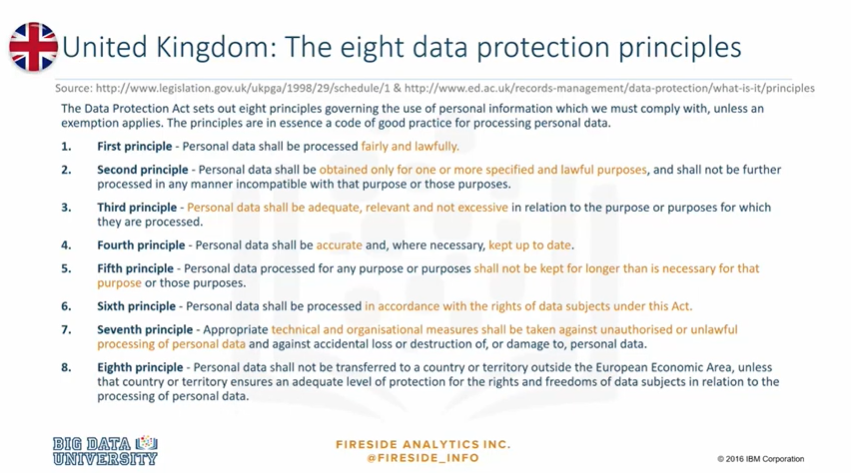 United Kingdom: The eight data protection principles
Source: http://www.legislation.gov.uk/ukpga/1998/29/schedule/1 & http://www.ed.ac.uk/records-management/data-protection/what-is-it/principles
The Data Protection Act sets out eight principles governing the use of personal information which we must comply with, unless an
exemption applies. The principles are in essence a code of good practice for processing personal data.
1. First principle - Personal data shall be processed fairly and lawfully.
2. Second principle - Personal data shall be obtained only for one or more specified and lawful purposes, and shall not be further
processed in any manner incompatible with that purpose or those purposes.
3. Third principle - Personal data shall be adequate, relevant and not excessive in relation to the purpose or purposes for which
they are processed.
4. Fourth principle - Personal data shall be accurate and, where necessary, kept up to date.
5. Fifth principle - Personal data processed for any purpose or purposes shall not be kept for longer than is necessary for that
purpose or those purposes.
6. Sixth principle - Personal data shall be processed in accordance with the rights of data subjects under this Act.
7. Seventh principle - Appropriate technical and organisational measures shall be taken against unauthorised or unlawful
processing of personal data and against accidental loss or destruction of, or damage to, personal data.
8. Eighth principle - Personal data shall not be transferred to a country or territory outside the European Economic Area, unless
that country or territory ensures an adequate level of protection for the rights and freedoms of data subjects in relation to the
processing of personal data.
BIG DATA
UNIVERSITY
FIRESIDE ANALYTICS INC.
@FIRESIDE_INFO
© 2016 IBM Corporation